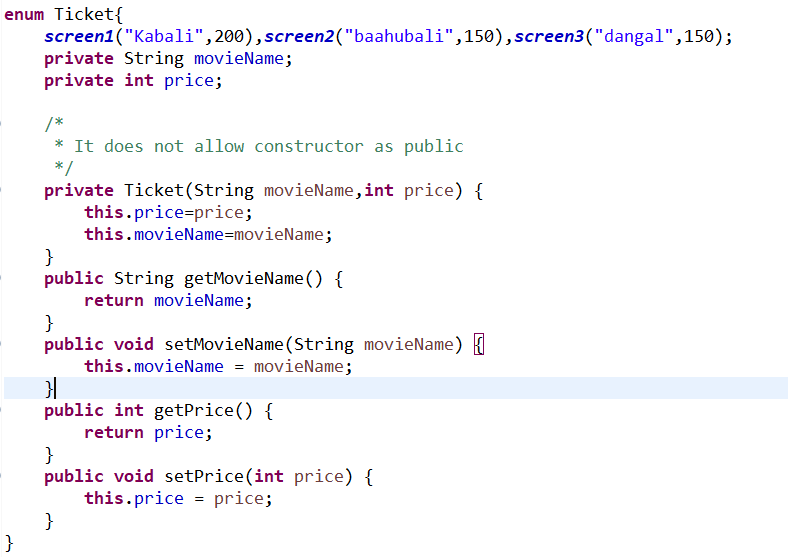 enum Ticket{
    screen1("Kabali",200),screen2("baahubali",150),screen3("dangal",150);
    private String movieName;
    private int price;

    /*
     * It does not allow constructor as public
     */
    private Ticket(String movieName,int price) {
        this.price=price;
        this.movieName=movieName;
    }
    public String getMovieName() {
        return movieName;
    }
    public void setMovieName(String movieName) {
        this.movieName = movieName;
    }
    public int getPrice() {
        return price;
    }
    public void setPrice(int price) {
        this.price = price;
    }
}